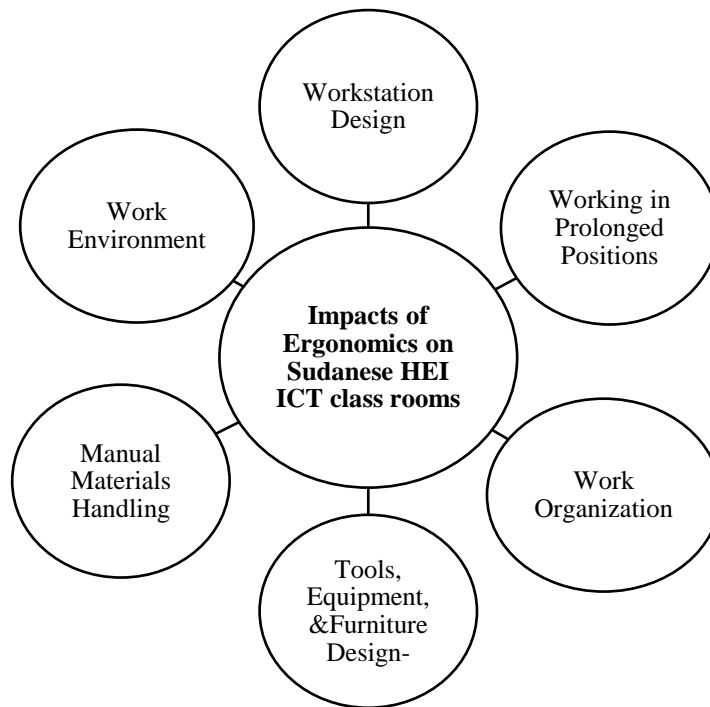 Workstation
Design
Work
Environment
Working in
Prolonged
Positions
Impacts of
Ergonomics on
Sudanese HEI
ICT class rooms
Manual
Materials
Handling
Work
Organization
Tools,
Equipment,
&Furniture
Design-